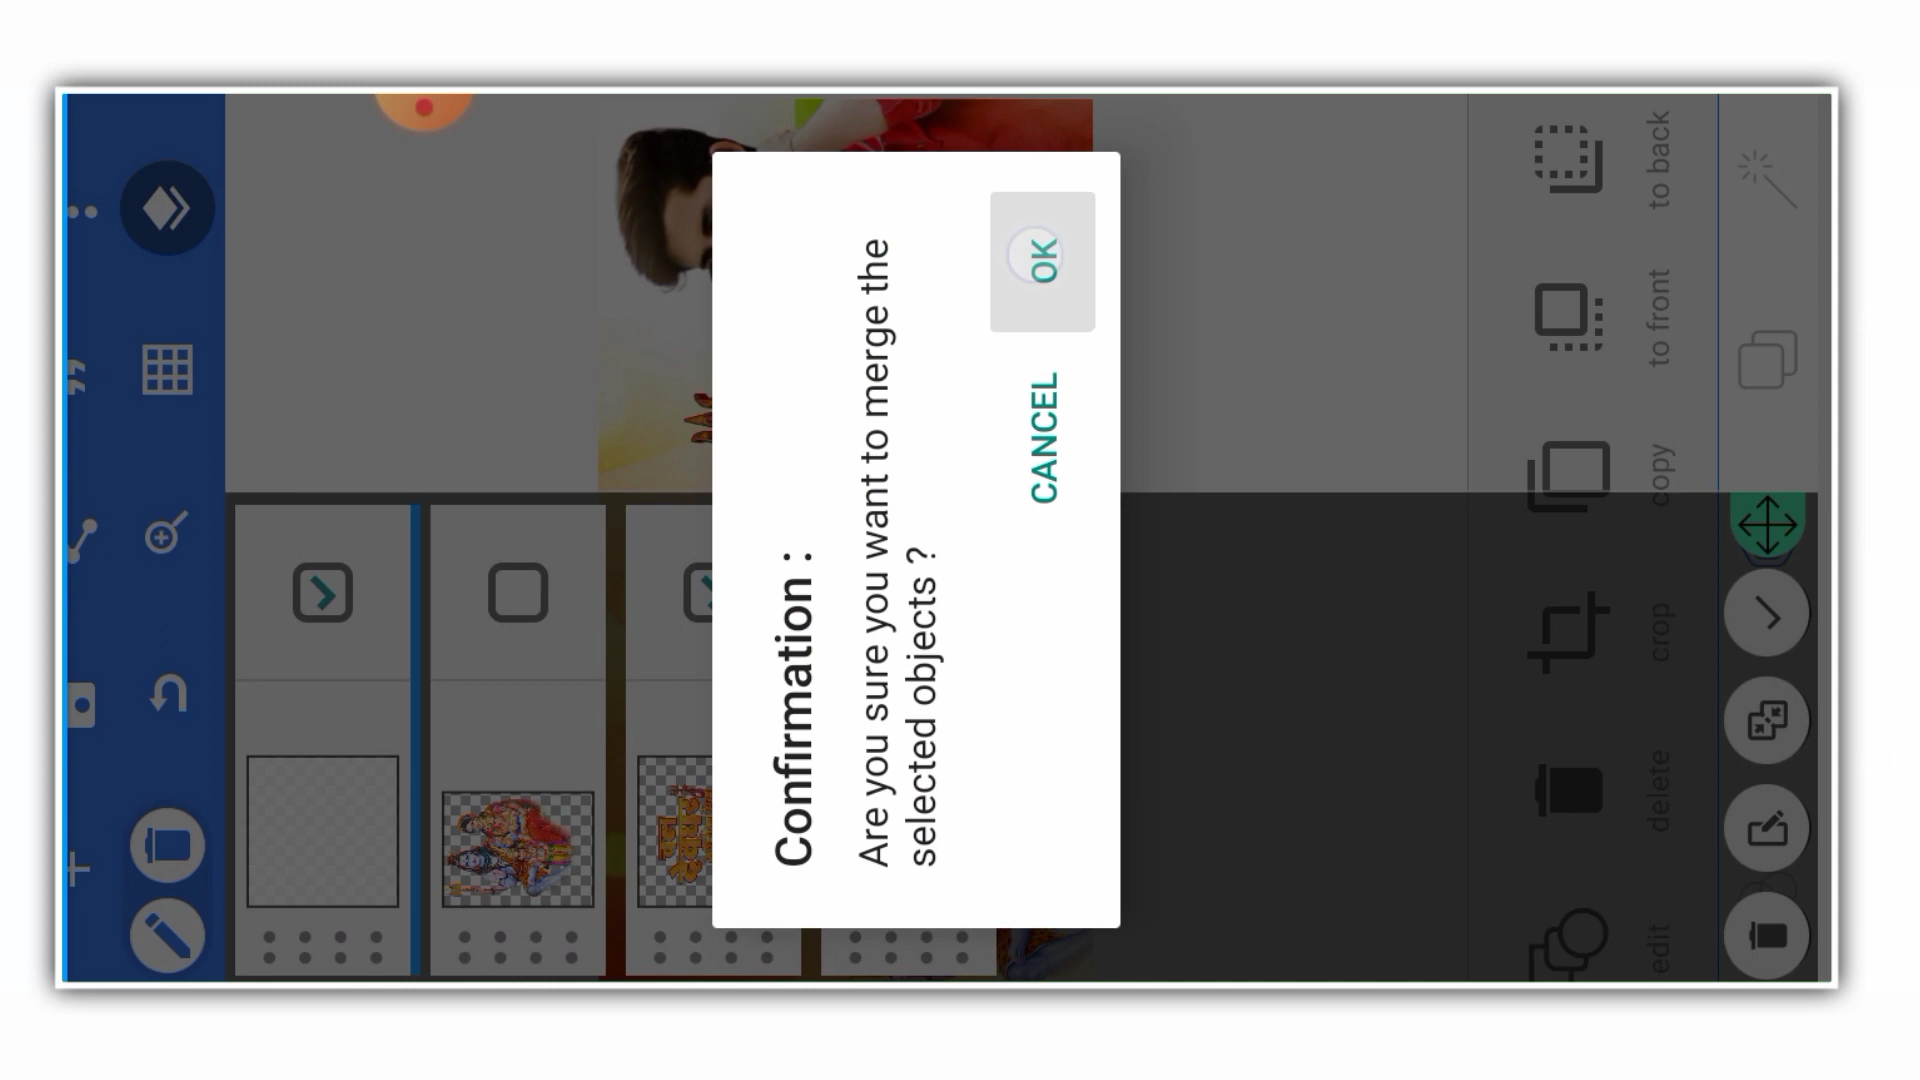 Confirmation :
Are you sure you want to merge the
selected objects ?
CANCEL
OK
edit
delete
crop
copy
to front
to back